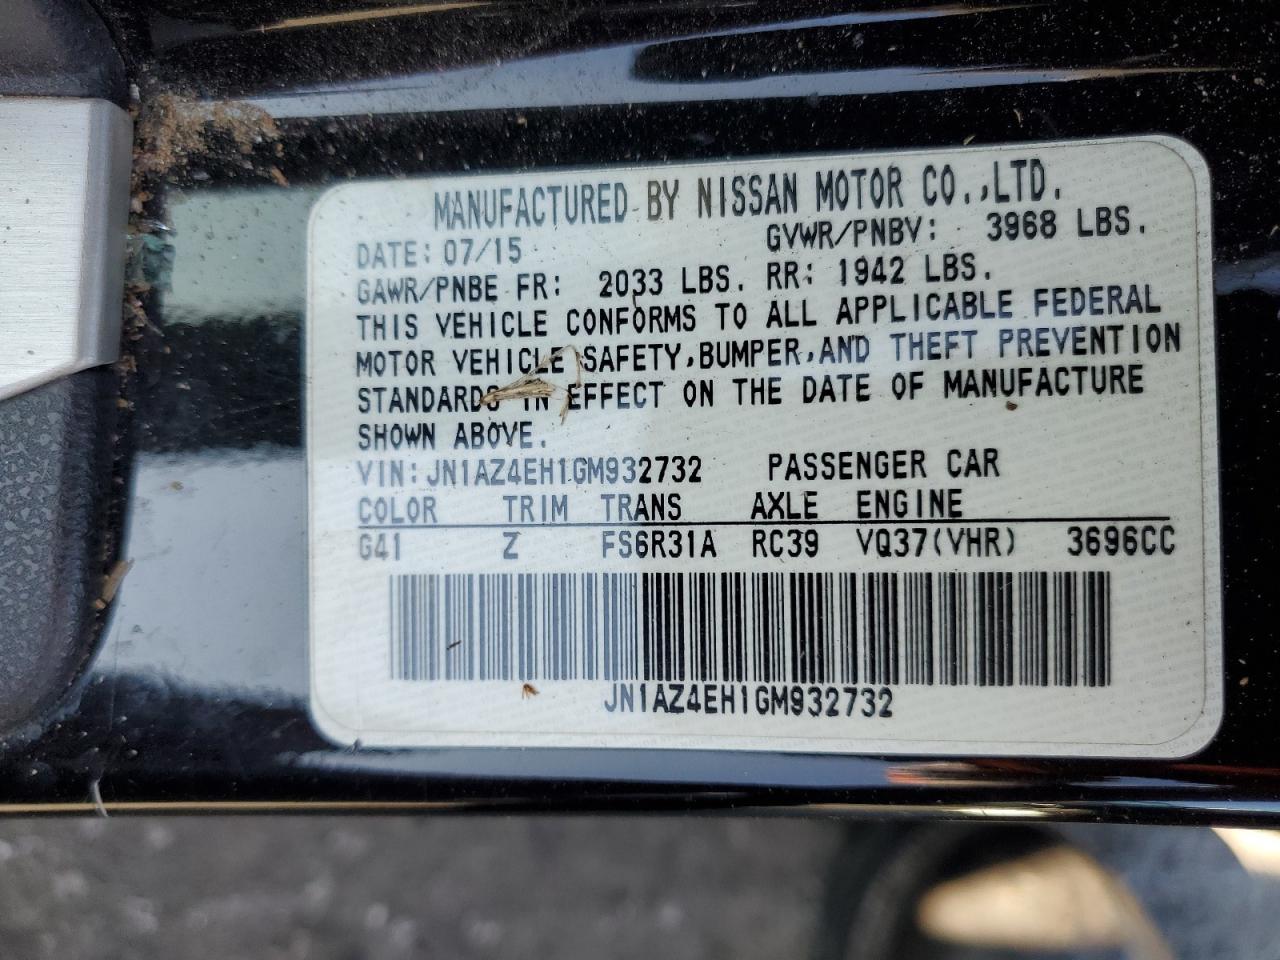 MANUFACTURED BY NISSAN MOTOR CO.,LTD.
DATE: 07/15 GVWR/PNBV: 3968 LBS.
GAWR/PNBE FR: 2033 LBS. RR: 1942 LBS.
THIS VEHICLE CONFORMS TO ALL APPLICABLE FEDERAL
MOTOR VEHICLE SAFETY,BUMPER,AND THEFT PREVENTION
STANDARDS IN EFFECT ON THE DATE OF MANUFACTURE
SHOWN ABOVE.
VIN:JN1AZ4EH1GM932732 PASSENGER CAR
COLOR TRIM TRANS AXLE ENGINE
G41 Z FS6R31A RC39 VQ37(VHR) 3696CC
JN1AZ4EH1GM932732